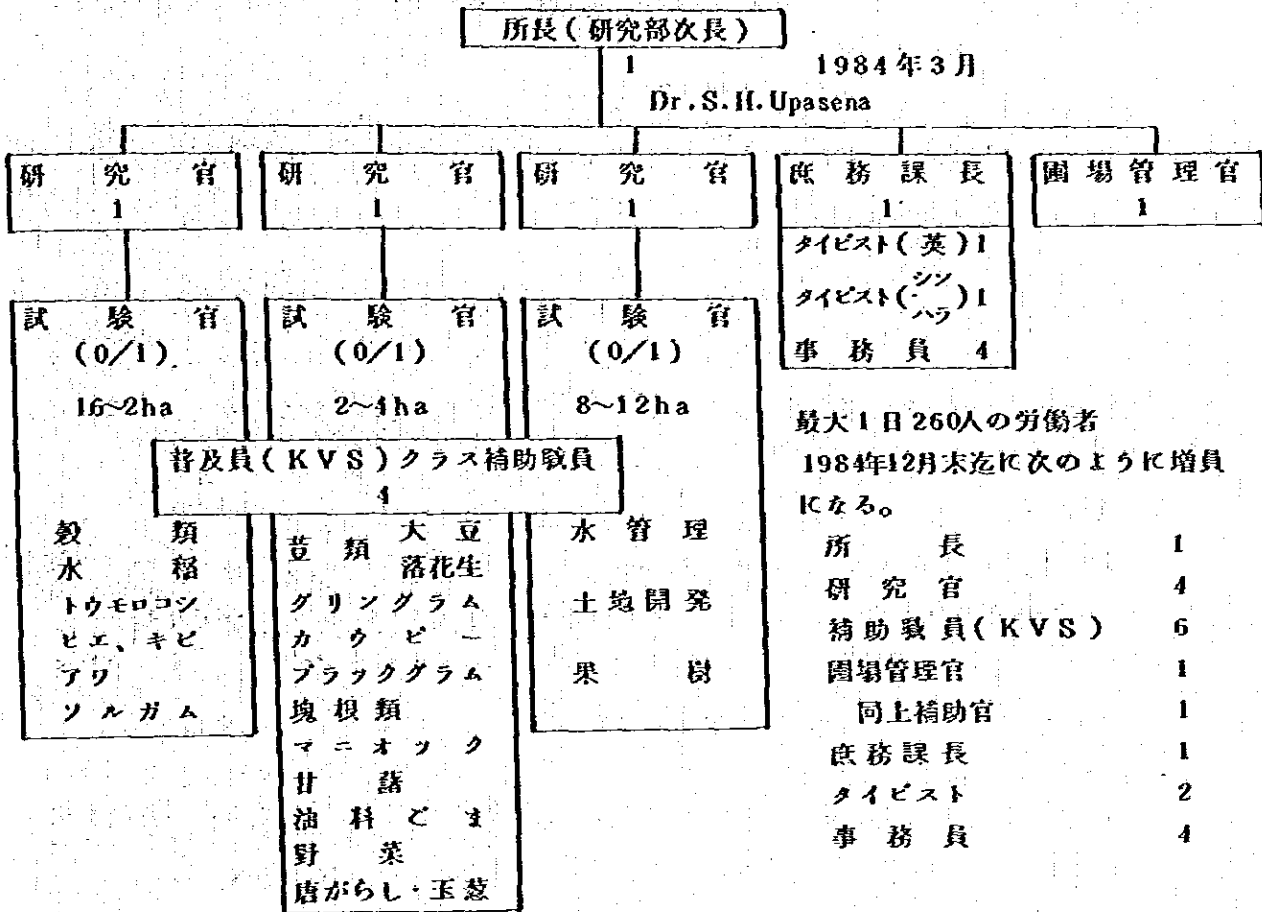 所長(研究部次長)
1
1984年3月
Dr.S.H.Upasena
研究官
1
研究官
1
研究官
1
庶務課長
1
タイピスト(英)1
タイピスト(シンハラ)1
事務員 4
圃場管理官
1
試験官
(0/1)
16~2ha
試験官
(0/1)
2~4ha
試験官
(0/1)
8~12ha
普及員(KVS)クラス補助職員
4
穀類
水稲
トウモロコシ
ヒエ、キビ
アワ
ソルガム
豆類 大豆
落花生
グリングラム
カウピー
ブラックグラム
塊根類
マニオック
甘藷
油料ごま
野菜
唐がらし・玉葱
水管理
土地開発
果樹
最大1日260人の労働者
1984年12月末迄に次のように増員
になる。
所長 1
研究官 4
補助職員(KVS) 6
圃場管理官 1
同上補助官 1
庶務課長 1
タイピスト 2
事務員 4